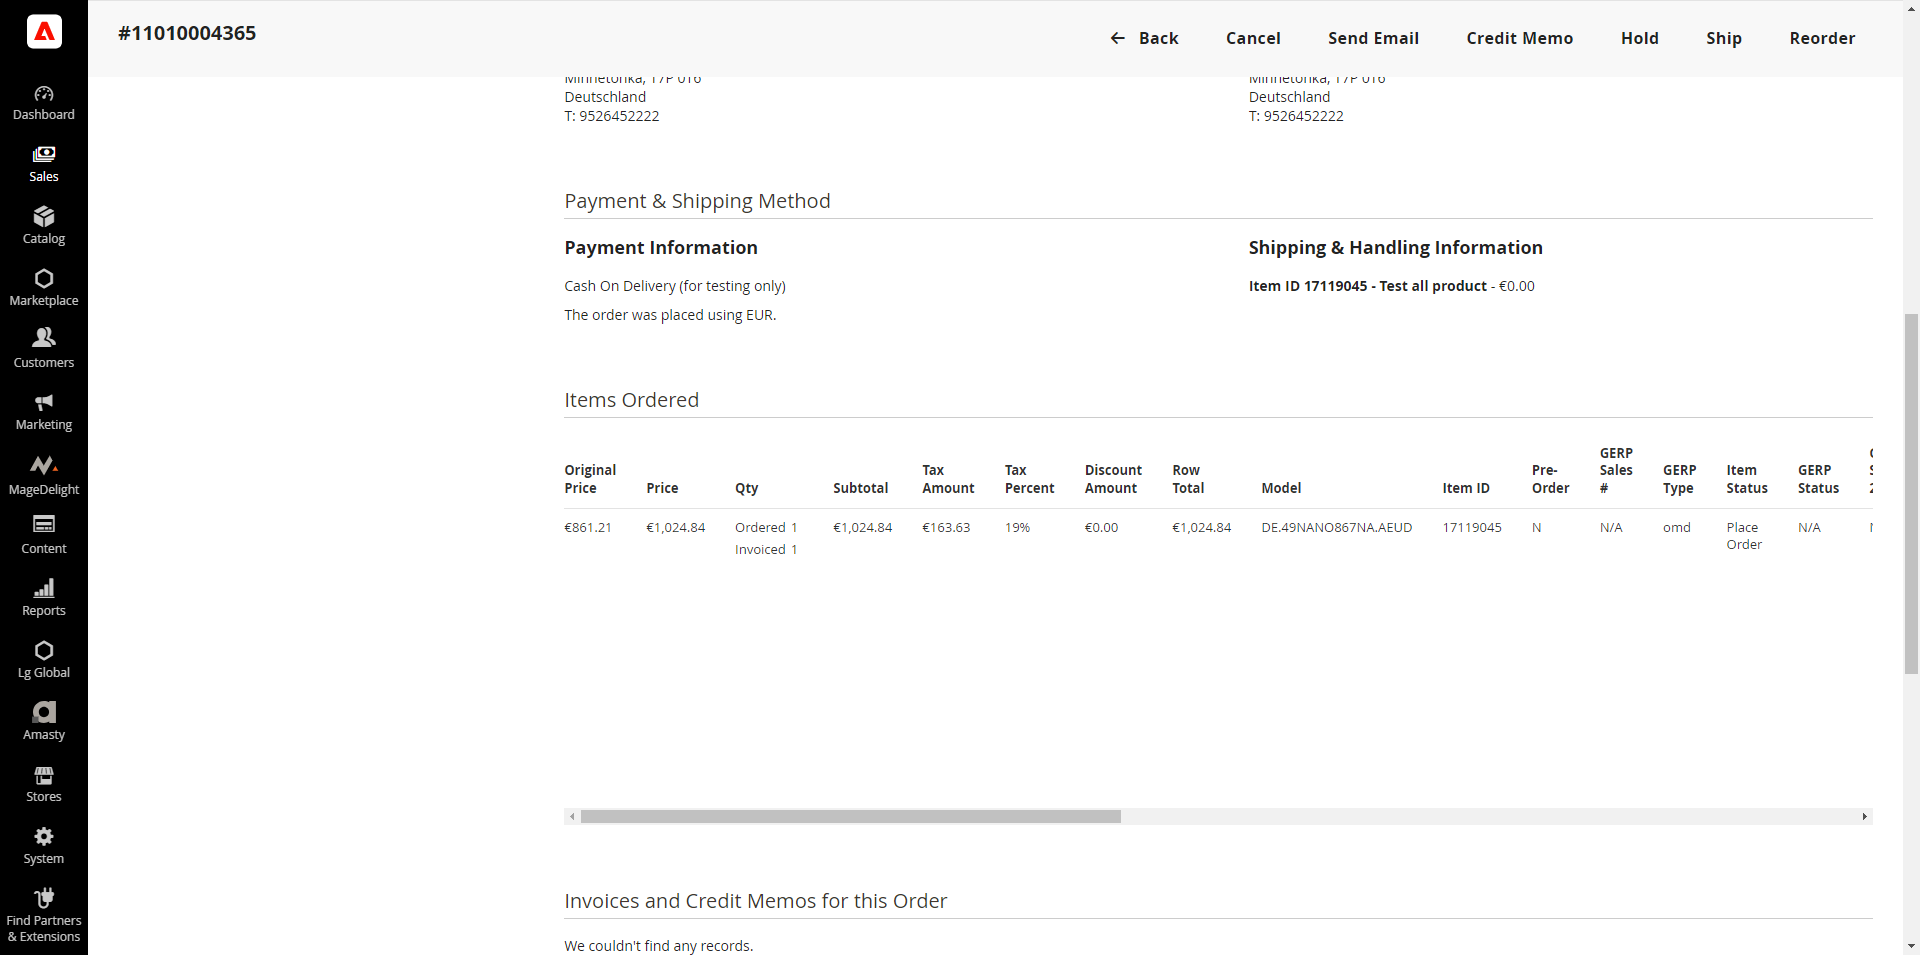 #11010004365
Back
Cancel
Send Email
Credit Memo
Hold
Ship
Reorder
Dashboard
Sales
Catalog
Marketplace
Customers
Marketing
MageDelight
Content
Reports
Lg Global
Amasty
Stores
System
Find Partners
& Extensions
Minnetonka, 17P 016
Deutschland
T: 9526452222
Minnetonka, 17P 016
Deutschland
T: 9526452222
Payment & Shipping Method
Payment Information
Cash On Delivery (for testing only)
The order was placed using EUR.
Shipping & Handling Information
Item ID 17119045 - Test all product - €0.00
Items Ordered
Original Price
Price
Qty
Subtotal
Tax Amount
Tax Percent
Discount Amount
Row Total
Model
Item ID
Pre-Order
GERP Sales #
GERP Type
Item Status
GERP Status
€861.21
€1,024.84
Ordered 1
Invoiced 1
€1,024.84
€163.63
19%
€0.00
€1,024.84
DE.49NANO867NA.AEUD
17119045
N
N/A
omd
Place Order
N/A
Invoices and Credit Memos for this Order
We couldn't find any records.